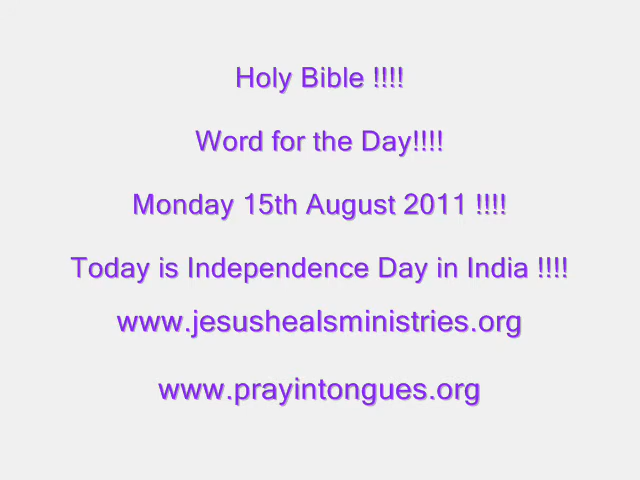 Holy Bible !!!!
Word for the Day!!!!
Monday 15th August 2011 !!!!
Today is Independence Day in India !!!!
www.jesushealsministries.org
www.prayintongues.org